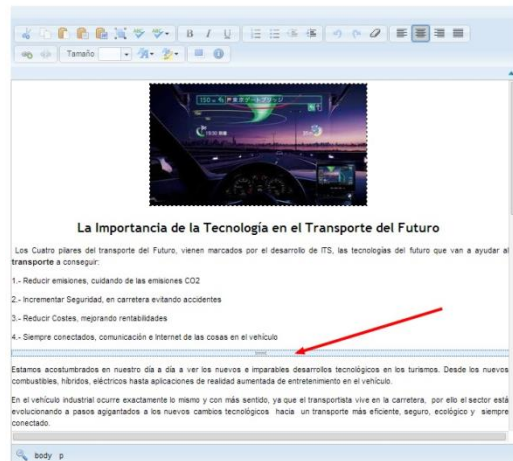 B I U
Tamaño
La Importancia de la Tecnología en el Transporte del Futuro
Los Cuatro pilares del transporte del Futuro, vienen marcados por el desarrollo de ITS, las tecnologías del futuro que van a ayudar al
transporte a conseguir:
1.- Reducir emisiones, cuidando de las emisiones CO2
2.- Incrementar Seguridad, en carretera evitando accidentes
3.- Reducir Costes, mejorando rentabilidades
4.- Siempre conectados, comunicación e Internet de las cosas en el vehículo
Estamos acostumbrados en nuestro día a día a ver los nuevos e imparables desarrollos tecnológicos en los turismos. Desde los nuevos
combustibles, híbridos, eléctricos hasta aplicaciones de realidad aumentada de entretenimiento en el vehículo.
En el vehículo industrial ocurre exactamente lo mismo y con más sentido, ya que el transportista vive en la carretera, por ello el sector está
evolucionando a pasos agigantados a los nuevos cambios tecnológicos hacia un transporte más eficiente, seguro, ecológico y siempre
conectado.
body p